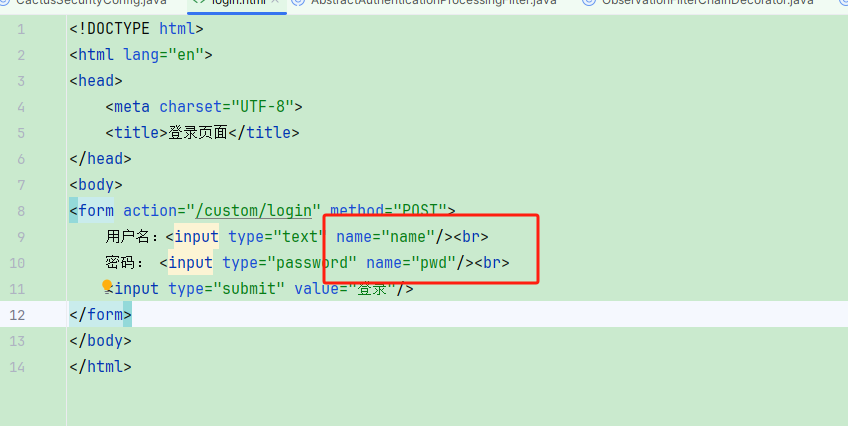 CactusSecurityConfig.java login.html AbstractAuthenticationProcessingFilter.java ObservationFilterChainDecorator.java
1 <!DOCTYPE html>
2 <html lang="en">
3 <head>
4 <meta charset="UTF-8">
5 <title>登录页面</title>
6 </head>
7 <body>
8 <form action="/custom/login" method="POST">
9 用户名：<input type="text" name="name"/><br>
10 密码： <input type="password" name="pwd"/><br>
11 <input type="submit" value="登录"/>
12 </form>
13 </body>
14 </html>